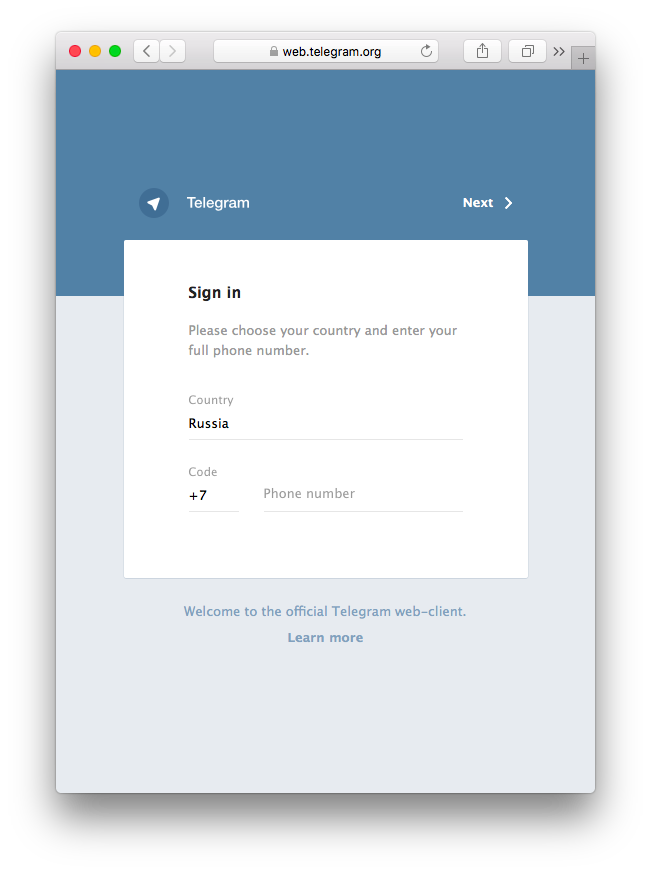 web.telegram.org
Telegram
Next
Sign in
Please choose your country and enter your
full phone number.
Country
Russia
Code
+7
Phone number
Welcome to the official Telegram web-client.
Learn more